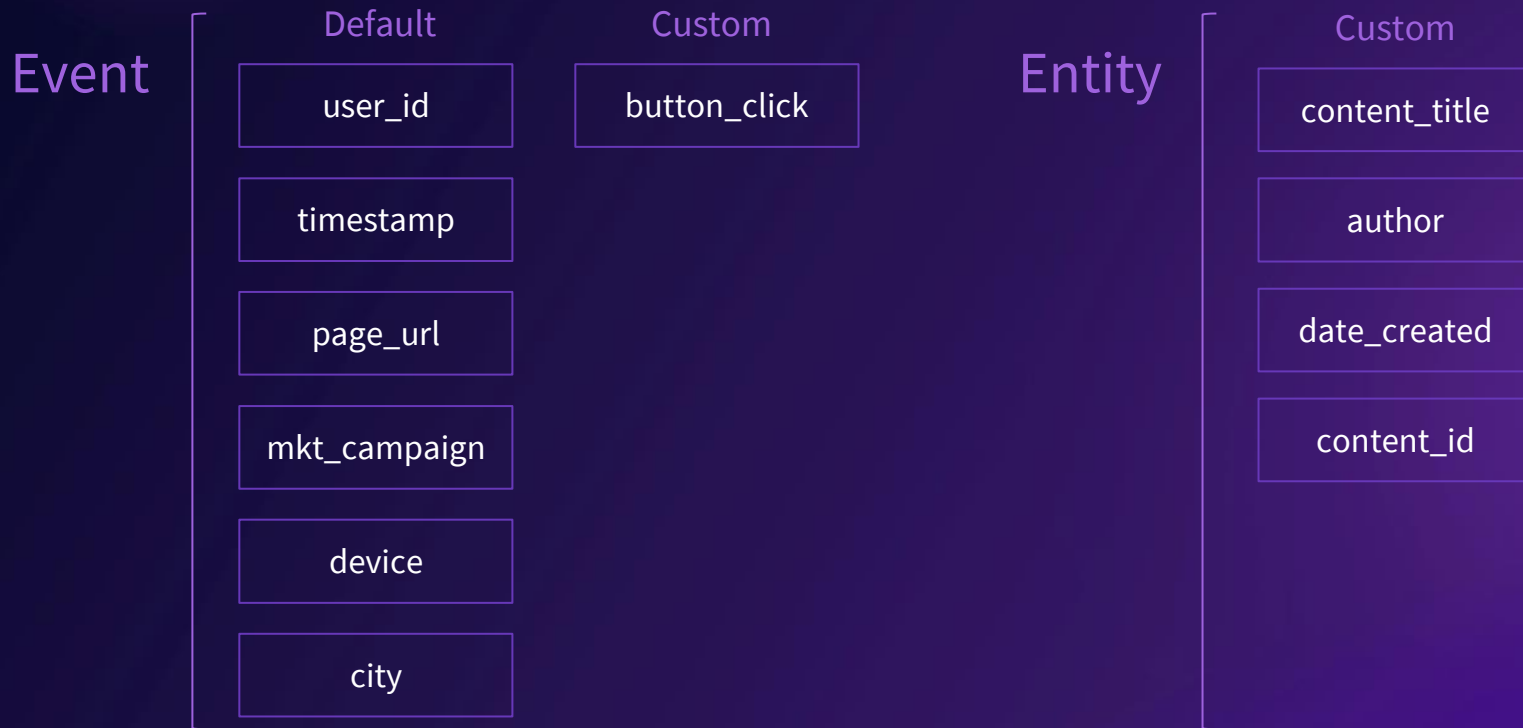 Event
Default
user_id
timestamp
page_url
mkt_campaign
device
city
Custom
button_click
Entity
Custom
content_title
author
date_created
content_id